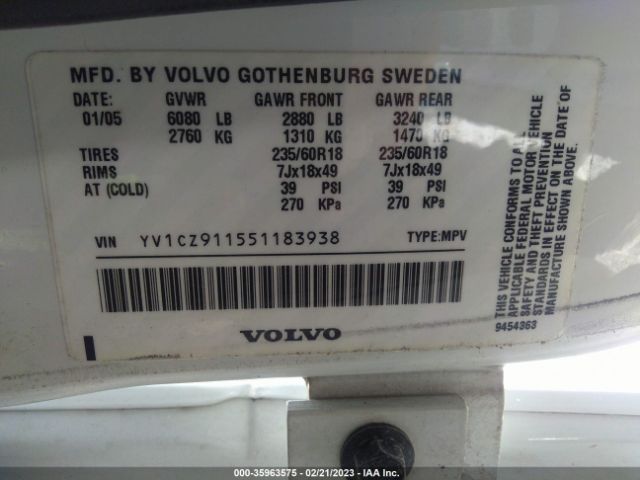 MFD. BY VOLVO GOTHENBURG SWEDEN
DATE: GVWR GAWR FRONT GAWR REAR
01/05 6080 LB 2880 LB 3240 LB
2760 KG 1310 KG 1470 KG
TIRES 235/60R18 235/60R18
RIMS 7Jx18x49 7Jx18x49
AT (COLD) 39 PSI 39 PSI
270 KPa 270 KPa
VIN YV1CZ911551183938 TYPE:MPV
VOLVO
THIS VEHICLE CONFORMS TO ALL
APPLICABLE FEDERAL MOTOR VEHICLE
SAFETY AND THEFT PREVENTION
STANDARDS IN EFFECT ON THE DATE OF
MANUFACTURE SHOWN ABOVE.
9454363
000-35963575 - 02/21/2023 - IAA Inc.